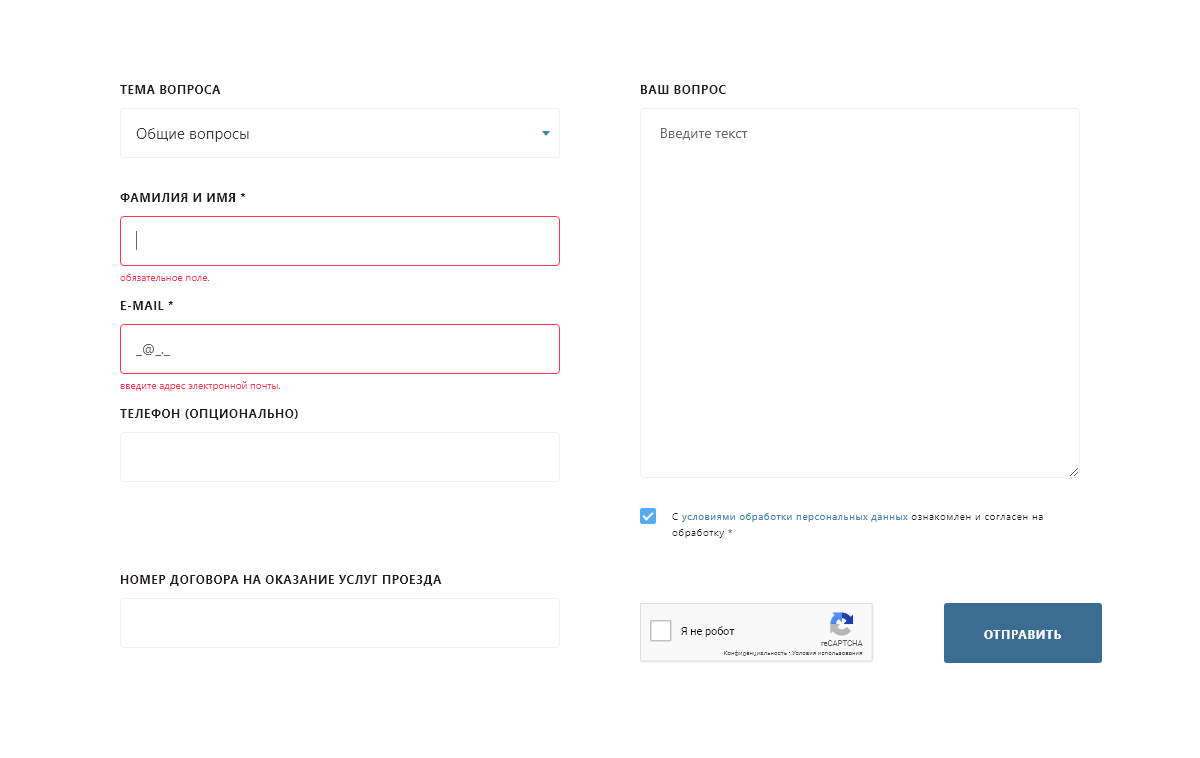 ТЕМА ВОПРОСА
Общие вопросы
ФАМИЛИЯ И ИМЯ *
обязательное поле.
E-MAIL *
_@_._
введите адрес электронной почты.
ТЕЛЕФОН (ОПЦИОНАЛЬНО)
НОМЕР ДОГОВОРА НА ОКАЗАНИЕ УСЛУГ ПРОЕЗДА
ВАШ ВОПРОС
Введите текст
С условиями обработки персональных данных ознакомлен и согласен на
обработку *
Я не робот
reCAPTCHA
Конфиденциальность • Условия использования
ОТПРАВИТЬ